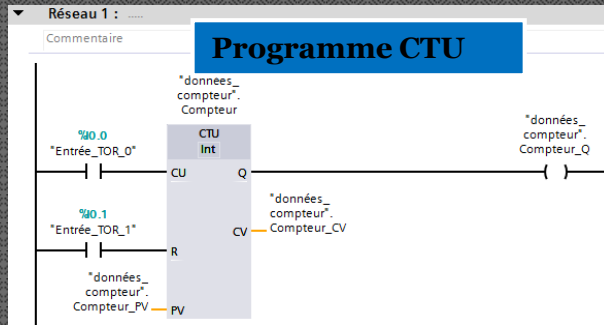 Réseau 1 : .....
Commentaire
Programme CTU
"données_
compteur".
Compteur
%I0.0
"Entrée_TOR_0"
CTU
Int
"données_
compteur".
Compteur_Q
CU
Q
%I0.1
"Entrée_TOR_1"
"données_
compteur".
CV
Compteur_CV
R
"données_
compteur".
Compteur_PV
PV